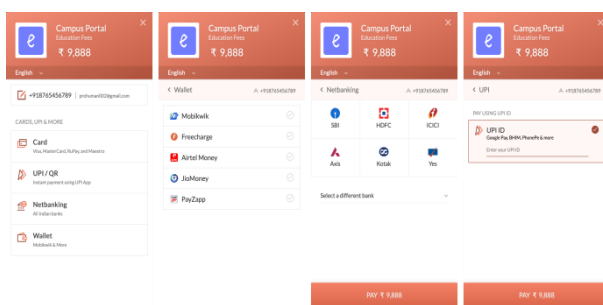 Campus Portal
Education Fees
₹ 9,888
English
+918765456789
CARDS, UPI & MORE
Card
Visa, MasterCard, RuPay, and Maestro
UPI / QR
Instant payment using UPI App
Netbanking
All Indian banks
Wallet
Mobikwik & More
Campus Portal
Education Fees
₹ 9,888
English
Wallet
+918765456789
Mobikwik
Freecharge
Airtel Money
JioMoney
PayZapp
Campus Portal
Education Fees
₹ 9,888
English
Netbanking
+918765456789
SBI
HDFC
ICICI
Axis
Kotak
Yes
Select a different bank
PAY ₹ 9,888
Campus Portal
Education Fees
₹ 9,888
English
UPI
+918765456789
PAY USING UPI ID
UPI ID
Google Pay, BHIM, PhonePe & more
Enter your UPI ID
PAY ₹ 9,888